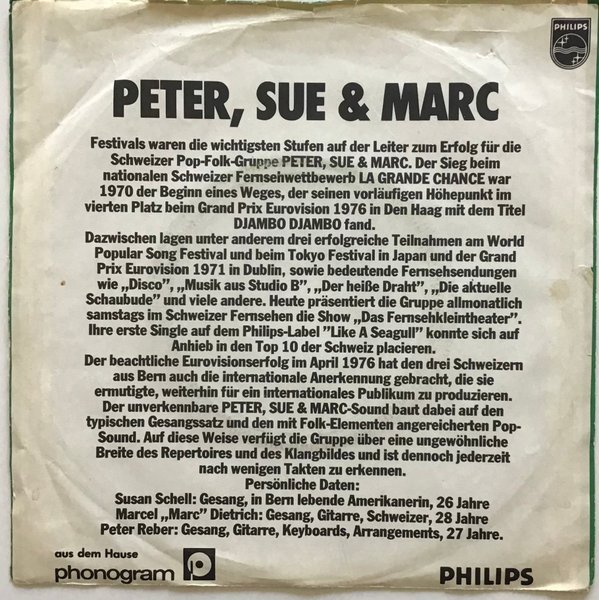 PHILIPS
PETER, SUE & MARC
Festivals waren die wichtigsten Stufen auf der Leiter zum Erfolg für die
Schweizer Pop-Folk-Gruppe PETER, SUE & MARC. Der Sieg beim
nationalen Schweizer Fernsehwettbewerb LA GRANDE CHANCE war
1970 der Beginn eines Weges, der seinen vorläufigen Höhepunkt im
vierten Platz beim Grand Prix Eurovision 1976 in Den Haag mit dem Titel
DJAMBO DJAMBO fand.
Dazwischen lagen unter anderem drei erfolgreiche Teilnahmen am World
Popular Song Festival und beim Tokyo Festival in Japan und der Grand
Prix Eurovision 1971 in Dublin, sowie bedeutende Fernsehsendungen
wie „Disco”, „Musik aus Studio B”, „Der heiße Draht”, „Die aktuelle
Schaubude” und viele andere. Heute präsentiert die Gruppe allmonatlich
samstags im Schweizer Fernsehen die Show „Das Fernsehkleintheater”.
Ihre erste Single auf dem Philips-Label ”Like A Seagull” konnte sich auf
Anhieb in den Top 10 der Schweiz placieren.
Der beachtliche Eurovisionserfolg im April 1976 hat den drei Schweizern
aus Bern auch die internationale Anerkennung gebracht, die sie
ermutigte, weiterhin für ein internationales Publikum zu produzieren.
Der unverkennbare PETER, SUE & MARC-Sound baut dabei auf den
typischen Gesangssatz und den mit Folk-Elementen angereicherten Pop-
Sound. Auf diese Weise verfügt die Gruppe über eine ungewöhnliche
Breite des Repertoires und des Klangbildes und ist dennoch jederzeit
nach wenigen Takten zu erkennen.
Persönliche Daten:
Susan Schell: Gesang, in Bern lebende Amerikanerin, 26 Jahre
Marcel „Marc” Dietrich: Gesang, Gitarre, Schweizer, 28 Jahre
Peter Reber: Gesang, Gitarre, Keyboards, Arrangements, 27 Jahre.
aus dem Hause
phonogram
PHILIPS